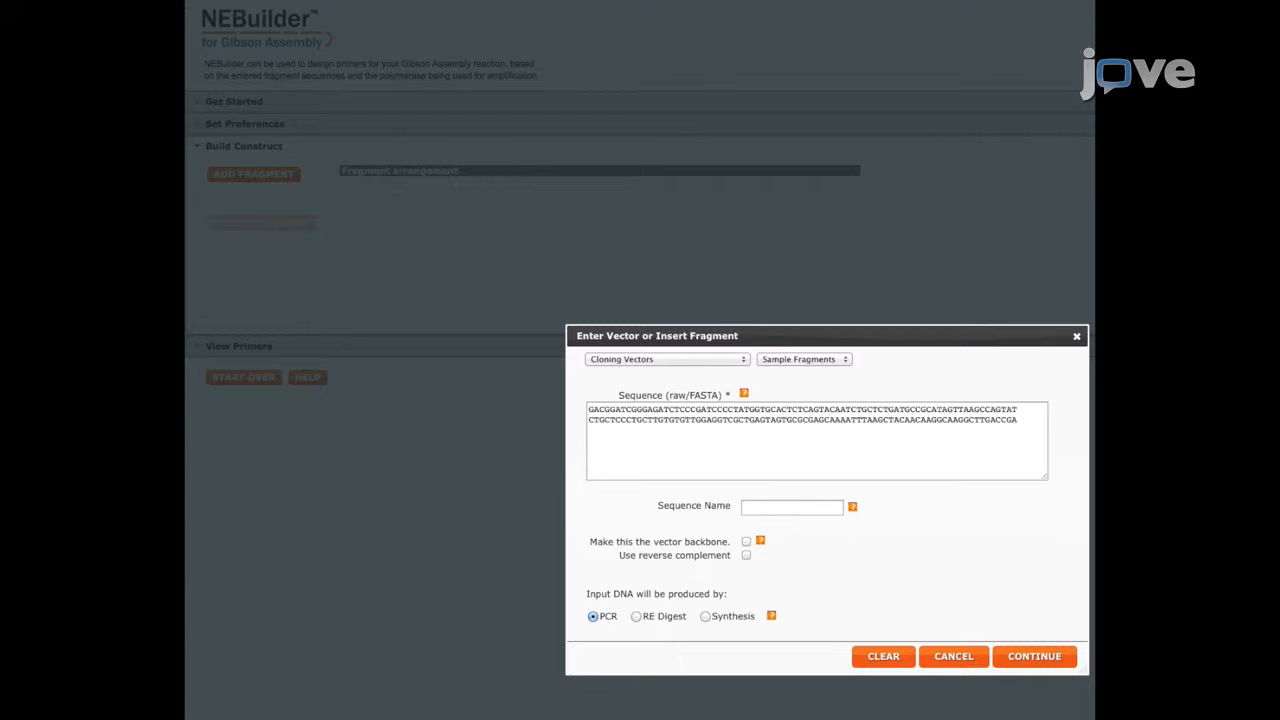 NEBuilder™
for Gibson Assembly
jove
NEBuilder can be used to design primers for your Gibson Assembly reaction, based
on the entered fragment sequences and the polymerase being used for amplification.
Get Started
Set Preferences
Build Construct
ADD FRAGMENT
Fragment arrangement
Enter Vector or Insert Fragment
Cloning Vectors
Sample Fragments
Sequence (raw/FASTA) * ?
GACGGATCGGGAGATCTCCCGATCCCCTATGGTGCACTCTCAGTACAATCTGCTCTGATGCCGCATAGTTAAGCCAGTAT
CTGCTCCCTGCTTGTGTGTTGGAGGTCGCTGAGTAGTGCGCGAGCAAAATTTAAGCTACAACAAGGCAAGGCTTGACCGA
Sequence Name ?
Make this the vector backbone. ?
Use reverse complement
Input DNA will be produced by:
PCR RE Digest Synthesis ?
CLEAR CANCEL CONTINUE
View Primers
START OVER HELP